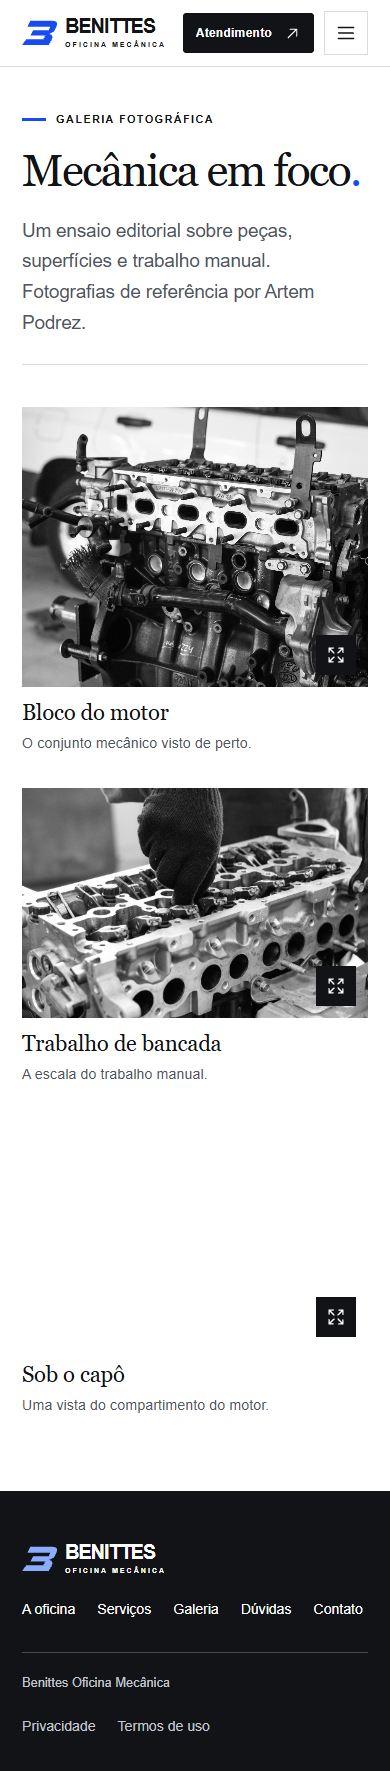 BENITTES
OFICINA MECÂNICA
Atendimento
GALERIA FOTOGRÁFICA
Mecânica em foco.
Um ensaio editorial sobre peças,
superfícies e trabalho manual.
Fotografias de referência por Artem
Podrez.
Bloco do motor
O conjunto mecânico visto de perto.
Trabalho de bancada
A escala do trabalho manual.
Sob o capô
Uma vista do compartimento do motor.
BENITTES
OFICINA MECÂNICA
A oficina Serviços Galeria Dúvidas Contato
Benittes Oficina Mecânica
Privacidade Termos de uso